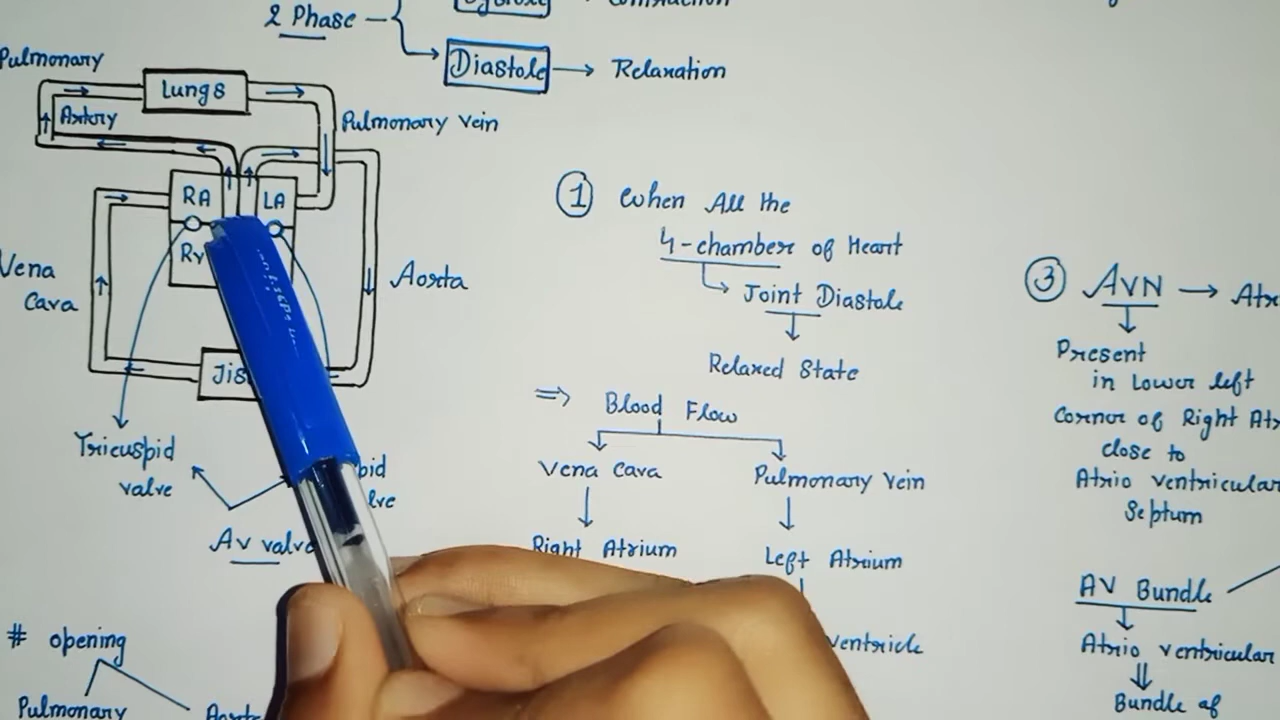 2 Phase
Diastole → Relaxation
Pulmonary
Artery
Lungs
Pulmonary vein
RA
LA
Rv
Vena
Cava
Aorta
Tricuspid
valve
Av valve
# opening
Pulmonary
① When All the
4-chamber of Heart
Joint Diastole
Relaxed State
⇒ Blood Flow
Vena Cava
Pulmonary Vein
Right Atrium
Left Atrium
ventricle
③ AVN →
Present
in Lower left
Corner of Right
close to
Atrio ventricular
Septum
AV Bundle
Atrio ventricular
Bundle of